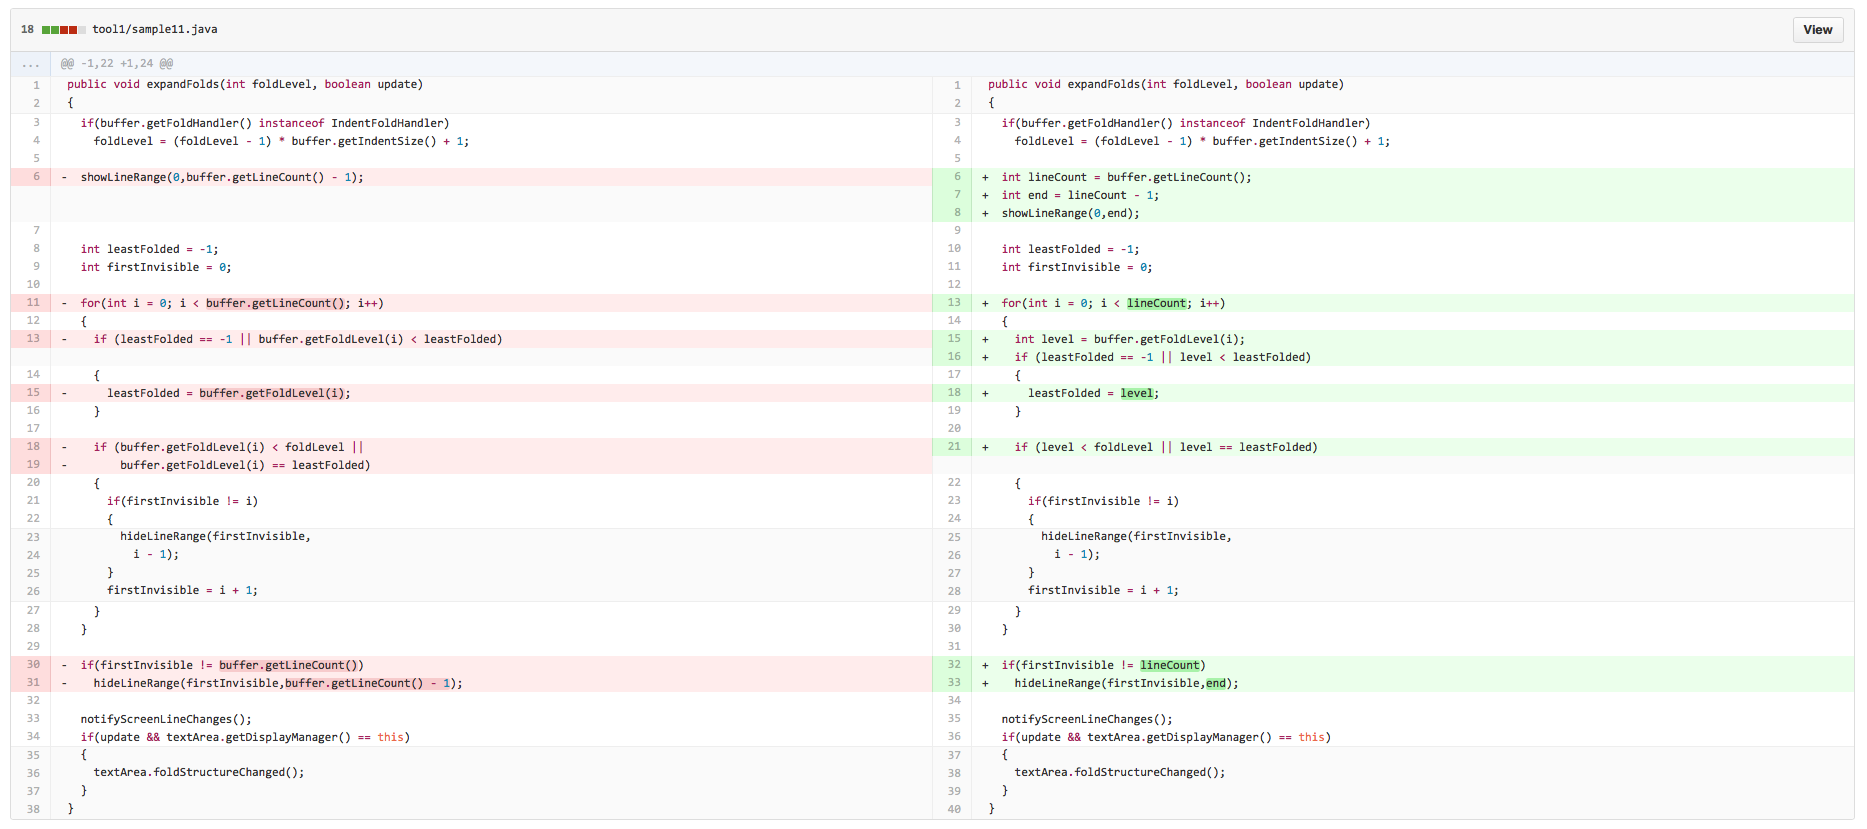 18 tool1/sample11.java View
... @@ -1,22 +1,24 @@
1 public void expandFolds(int foldLevel, boolean update)
2 {
3 if(buffer.getFoldHandler() instanceof IndentFoldHandler)
4 foldLevel = (foldLevel - 1) * buffer.getIndentSize() + 1;
5
6 - showLineRange(0,buffer.getLineCount() - 1);
7
8 int leastFolded = -1;
9 int firstInvisible = 0;
10
11 - for(int i = 0; i < buffer.getLineCount(); i++)
12 {
13 - if (leastFolded == -1 || buffer.getFoldLevel(i) < leastFolded)
14 {
15 - leastFolded = buffer.getFoldLevel(i);
16 }
17
18 - if (buffer.getFoldLevel(i) < foldLevel ||
19 - buffer.getFoldLevel(i) == leastFolded)
20 {
21 if(firstInvisible != i)
22 {
23 hideLineRange(firstInvisible,
24 i - 1);
25 }
26 firstInvisible = i + 1;
27 }
28 }
29
30 - if(firstInvisible != buffer.getLineCount())
31 - hideLineRange(firstInvisible,buffer.getLineCount() - 1);
32
33 notifyScreenLineChanges();
34 if(update && textArea.getDisplayManager() == this)
35 {
36 textArea.foldStructureChanged();
37 }
38 }
1 public void expandFolds(int foldLevel, boolean update)
2 {
3 if(buffer.getFoldHandler() instanceof IndentFoldHandler)
4 foldLevel = (foldLevel - 1) * buffer.getIndentSize() + 1;
5
6 + int lineCount = buffer.getLineCount();
7 + int end = lineCount - 1;
8 + showLineRange(0,end);
9
10 int leastFolded = -1;
11 int firstInvisible = 0;
12
13 + for(int i = 0; i < lineCount; i++)
14 {
15 + int level = buffer.getFoldLevel(i);
16 + if (leastFolded == -1 || level < leastFolded)
17 {
18 + leastFolded = level;
19 }
20
21 + if (level < foldLevel || level == leastFolded)
22 {
23 if(firstInvisible != i)
24 {
25 hideLineRange(firstInvisible,
26 i - 1);
27 }
28 firstInvisible = i + 1;
29 }
30 }
31
32 + if(firstInvisible != lineCount)
33 + hideLineRange(firstInvisible,end);
34
35 notifyScreenLineChanges();
36 if(update && textArea.getDisplayManager() == this)
37 {
38 textArea.foldStructureChanged();
39 }
40 }